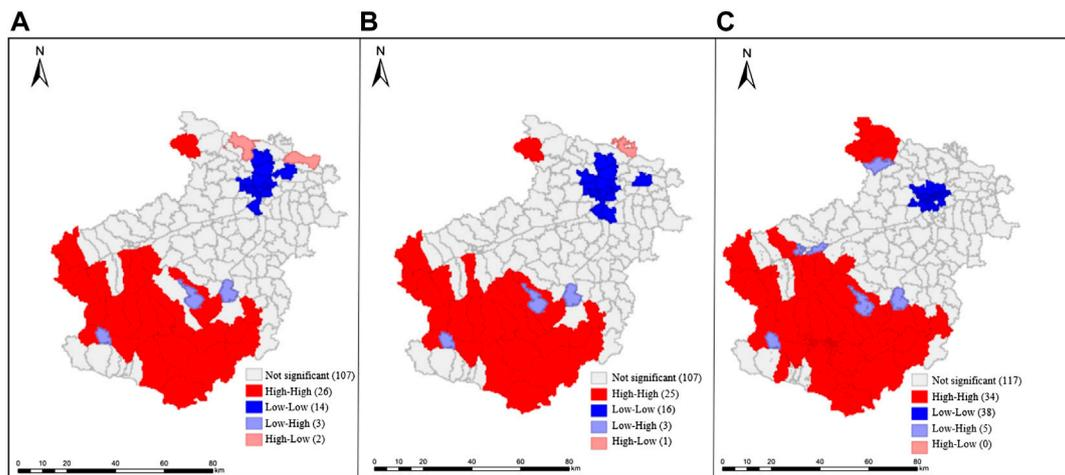 A
B
C
N
N
N
Not significant (107)
High-High (26)
Low-Low (14)
Low-High (3)
High-Low (2)
0 10 20 40 60 80 km
Not significant (107)
High-High (25)
Low-Low (16)
Low-High (3)
High-Low (1)
0 10 20 40 60 80 km
Not significant (117)
High-High (34)
Low-Low (38)
Low-High (5)
High-Low (0)
0 10 20 40 60 80 km